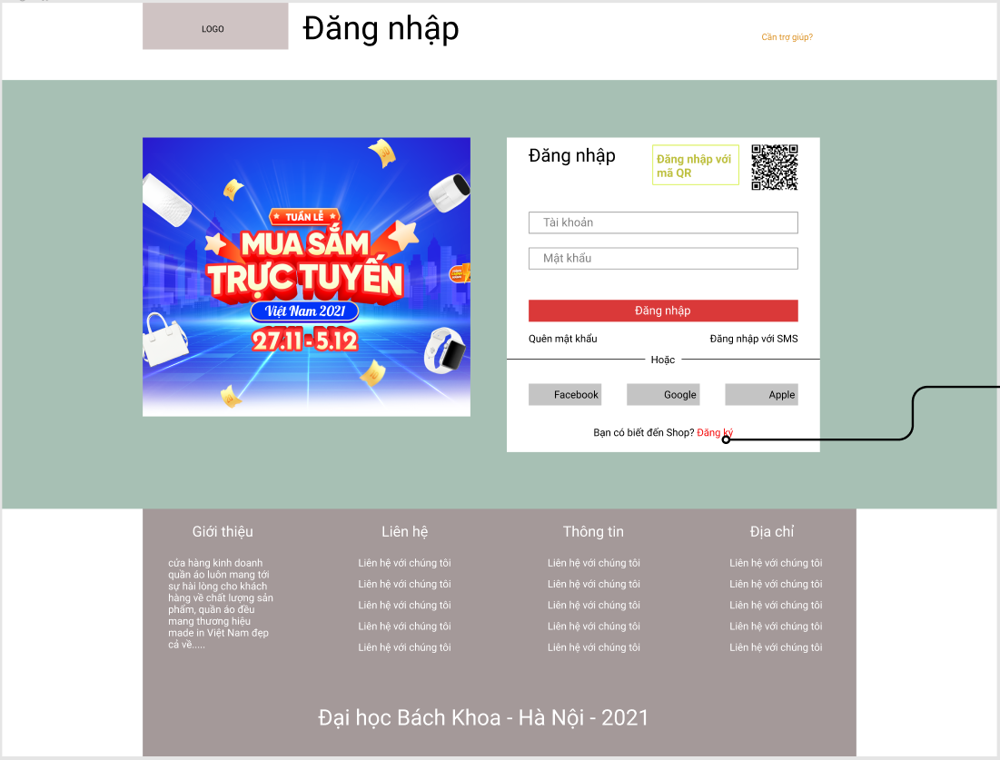 LOGO
Đăng nhập
Cần trợ giúp?
TUẦN LỄ
MUA SẮM
TRỰC TUYẾN
Việt Nam 2021
27.11 - 5.12
Đăng nhập
Đăng nhập với
mã QR
Tài khoản
Mật khẩu
Đăng nhập
Quên mật khẩu
Đăng nhập với SMS
Hoặc
Facebook
Google
Apple
Bạn có biết đến Shop? Đăng ký
Giới thiệu
cửa hàng kinh doanh
quần áo luôn mang tới
sự hài lòng cho khách
hàng về chất lượng sản
phẩm, quần áo đều
mang thương hiệu
made in Việt Nam đẹp
cả về.....
Liên hệ
Liên hệ với chúng tôi
Liên hệ với chúng tôi
Liên hệ với chúng tôi
Liên hệ với chúng tôi
Liên hệ với chúng tôi
Thông tin
Liên hệ với chúng tôi
Liên hệ với chúng tôi
Liên hệ với chúng tôi
Liên hệ với chúng tôi
Liên hệ với chúng tôi
Địa chỉ
Liên hệ với chúng tôi
Liên hệ với chúng tôi
Liên hệ với chúng tôi
Liên hệ với chúng tôi
Liên hệ với chúng tôi
Đại học Bách Khoa - Hà Nội - 2021